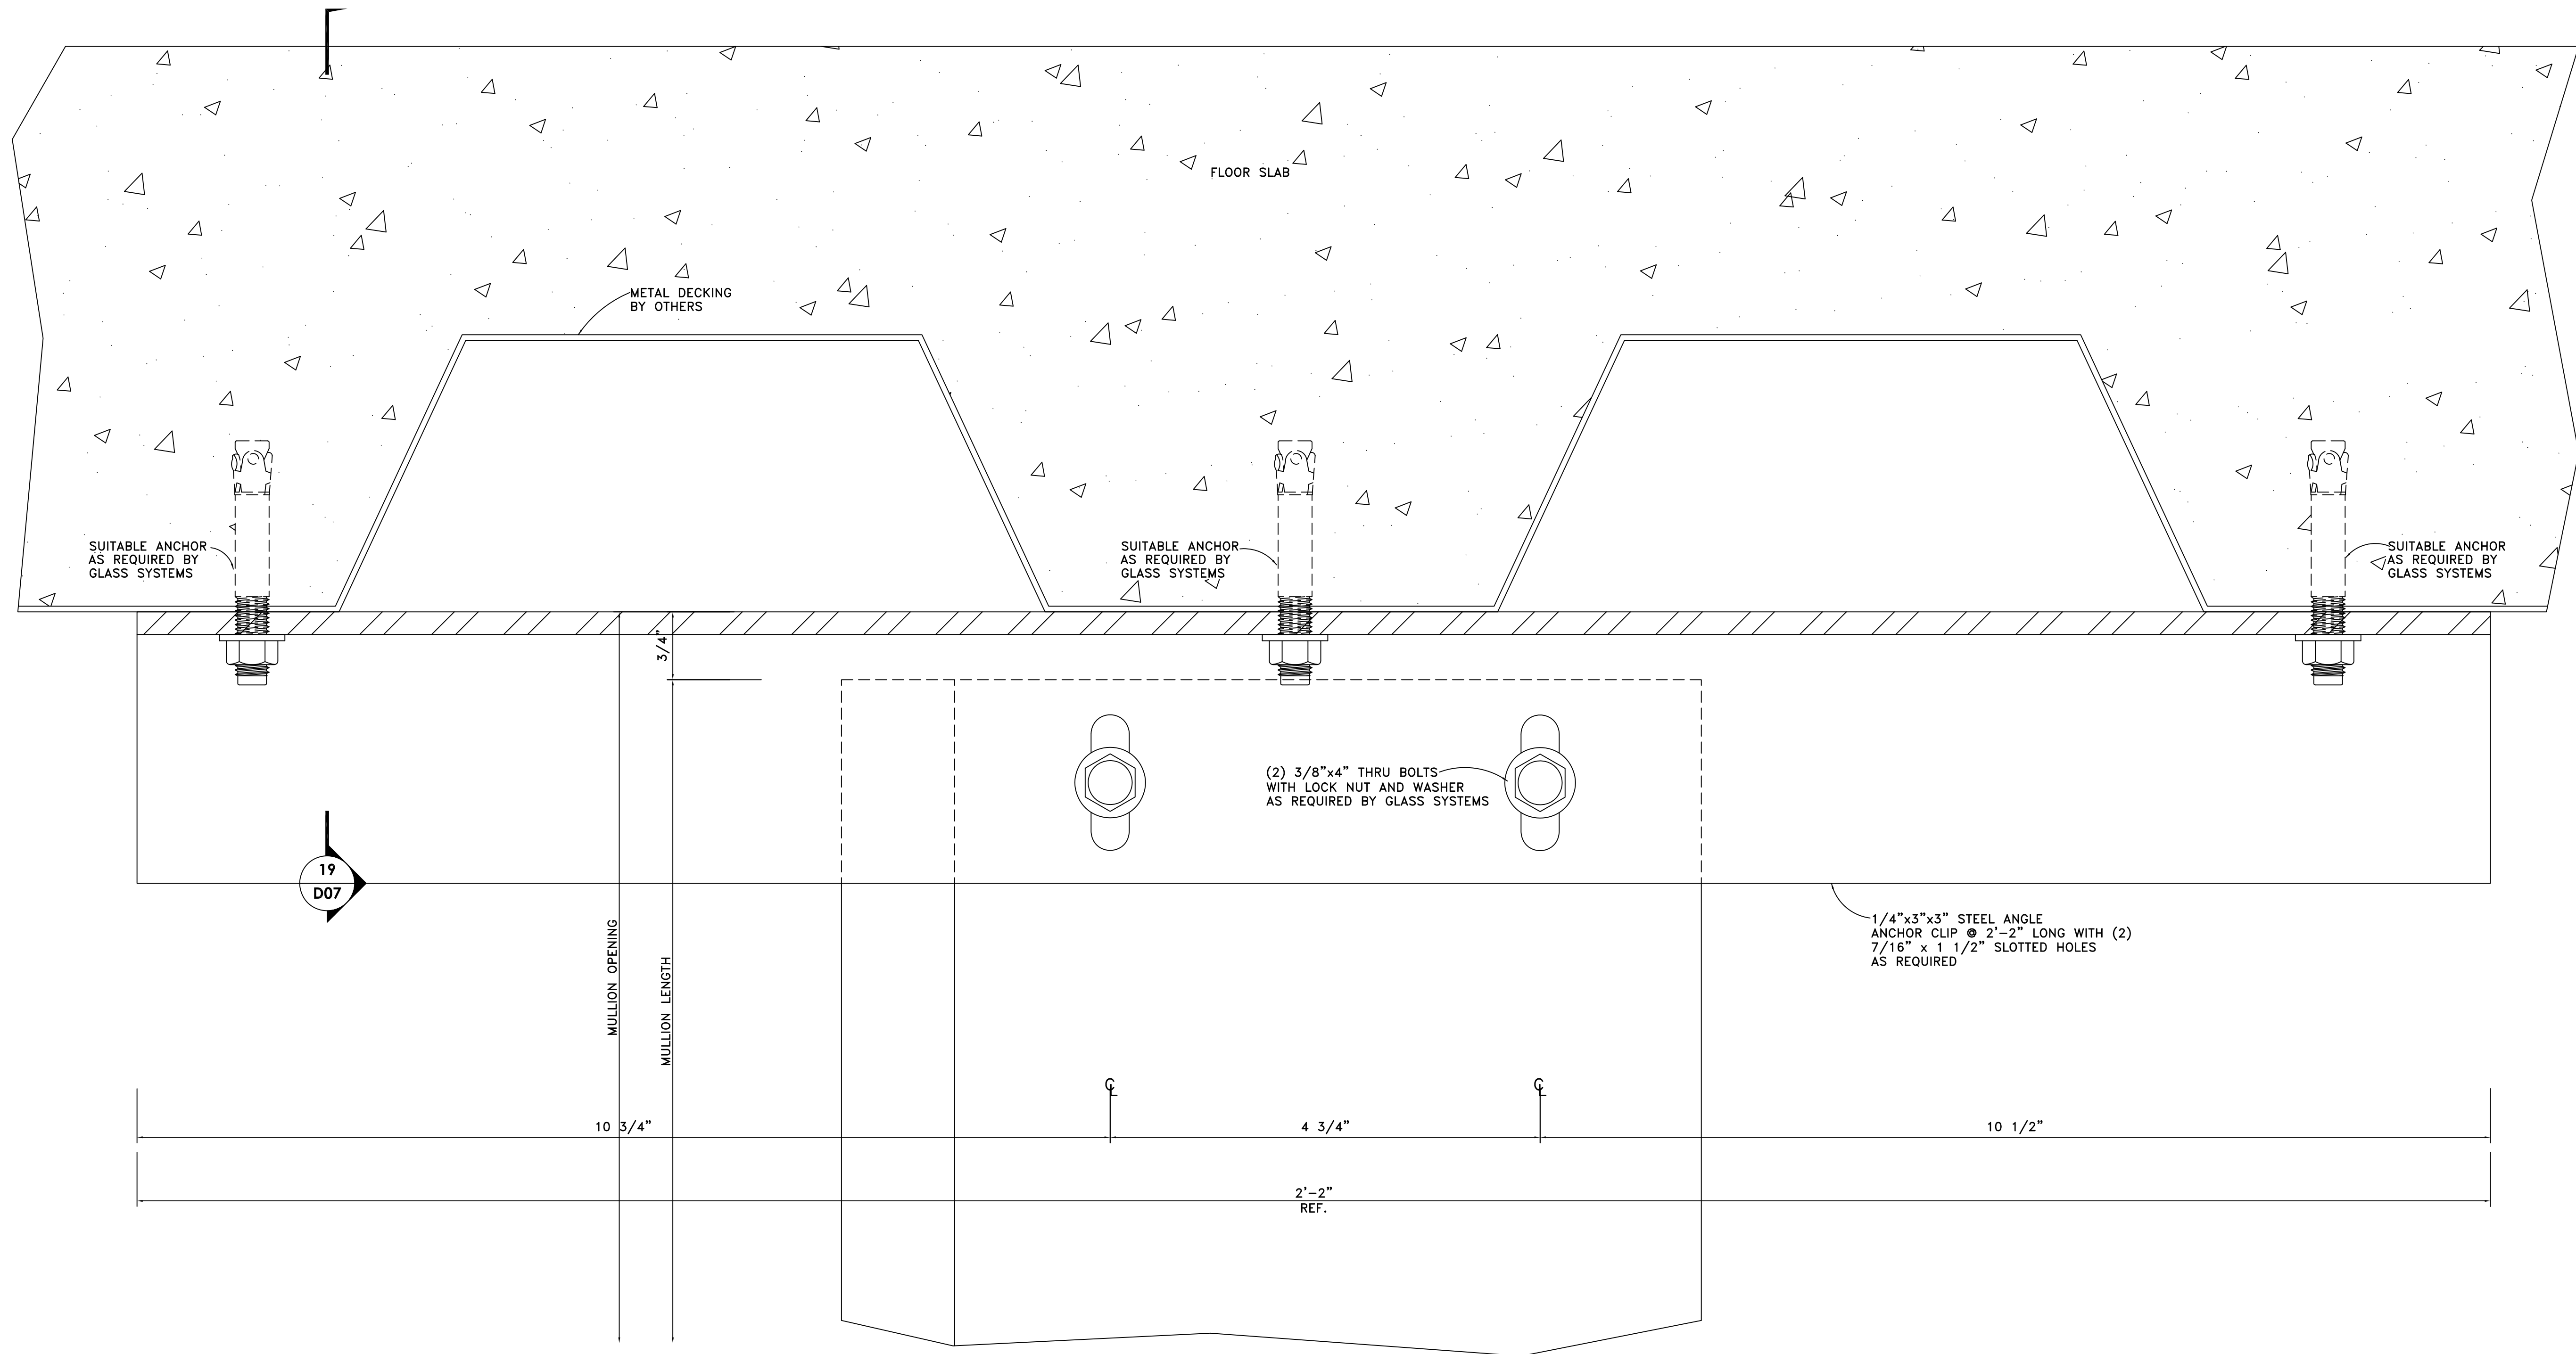 FLOOR SLAB
METAL DECKING
BY OTHERS
SUITABLE ANCHOR
AS REQUIRED BY
GLASS SYSTEMS
SUITABLE ANCHOR
AS REQUIRED BY
GLASS SYSTEMS
SUITABLE ANCHOR
AS REQUIRED BY
GLASS SYSTEMS
3/4"
(2) 3/8"x4" THRU BOLTS
WITH LOCK NUT AND WASHER
AS REQUIRED BY GLASS SYSTEMS
19
D07
1/4"x3"x3" STEEL ANGLE
ANCHOR CLIP @ 2'-2" LONG WITH (2)
7/16" x 1 1/2" SLOTTED HOLES
AS REQUIRED
MULLION OPENING
MULLION LENGTH
℄
℄
10 3/4"
4 3/4"
10 1/2"
2'-2"
REF.